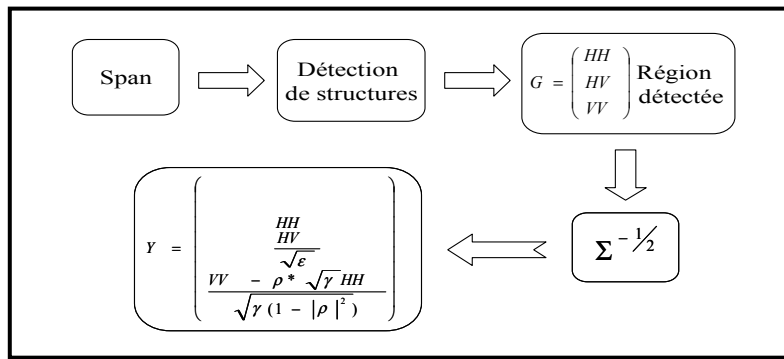 Span
Détection
de structures
G = ( HH
HV
VV ) Région
détectée
Σ^{-1/2}
Y = ( HH
HV / √ε
(VV - ρ* √γ HH) / √(γ(1 - |ρ|²)) )